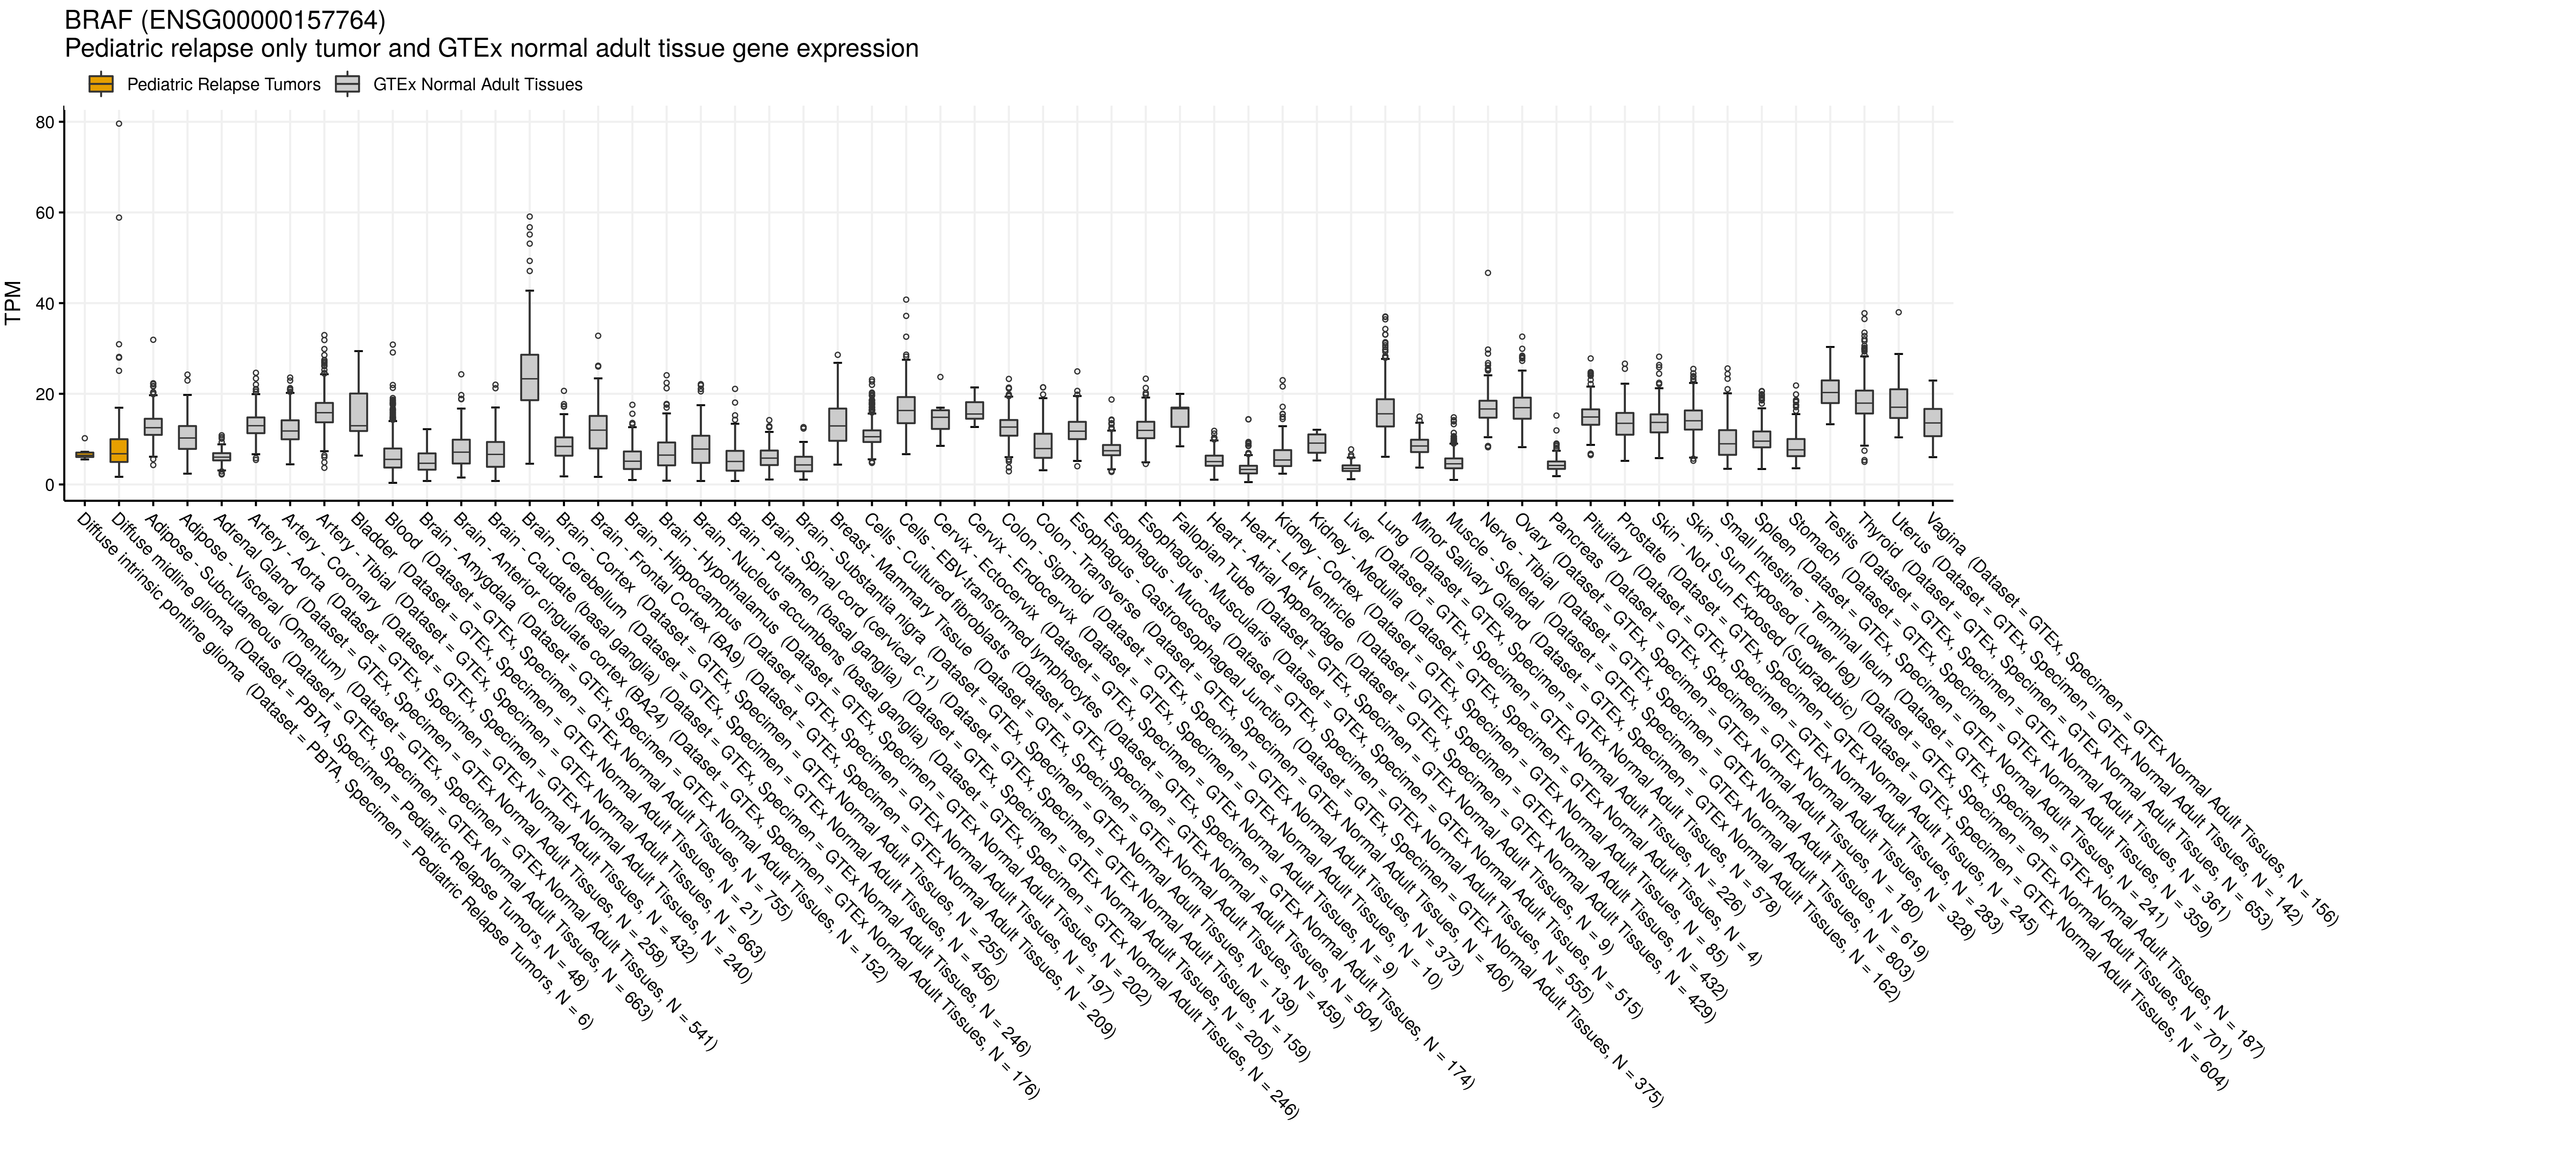 BRAF (ENSG00000157764)
Pediatric relapse only tumor and GTEx normal adult tissue gene expression
Pediatric Relapse Tumors
GTEx Normal Adult Tissues
TPM
80
60
40
20
0
Diffuse intrinsic pontine glioma (Dataset = PBTA, Specimen = Pediatric Relapse Tumors, N = 6)
Diffuse midline glioma (Dataset = PBTA, Specimen = Pediatric Relapse Tumors, N = 48)
Adipose - Subcutaneous (Dataset = GTEx, Specimen = GTEx Normal Adult Tissues, N = 663)
Adipose - Visceral (Omentum) (Dataset = GTEx, Specimen = GTEx Normal Adult Tissues, N = 541)
Adrenal Gland (Dataset = GTEx, Specimen = GTEx Normal Adult Tissues, N = 258)
Artery - Aorta (Dataset = GTEx, Specimen = GTEx Normal Adult Tissues, N = 432)
Artery - Coronary (Dataset = GTEx, Specimen = GTEx Normal Adult Tissues, N = 240)
Artery - Tibial (Dataset = GTEx, Specimen = GTEx Normal Adult Tissues, N = 663)
Bladder (Dataset = GTEx, Specimen = GTEx Normal Adult Tissues, N = 21)
Blood (Dataset = GTEx, Specimen = GTEx Normal Adult Tissues, N = 755)
Brain - Amygdala (Dataset = GTEx, Specimen = GTEx Normal Adult Tissues, N = 152)
Brain - Anterior cingulate cortex (BA24) (Dataset = GTEx, Specimen = GTEx Normal Adult Tissues, N = 176)
Brain - Caudate (basal ganglia) (Dataset = GTEx, Specimen = GTEx Normal Adult Tissues, N = 246)
Brain - Cerebellum (Dataset = GTEx, Specimen = GTEx Normal Adult Tissues, N = 456)
Brain - Cortex (Dataset = GTEx, Specimen = GTEx Normal Adult Tissues, N = 255)
Brain - Frontal Cortex (BA9) (Dataset = GTEx, Specimen = GTEx Normal Adult Tissues, N = 209)
Brain - Hippocampus (Dataset = GTEx, Specimen = GTEx Normal Adult Tissues, N = 197)
Brain - Hypothalamus (Dataset = GTEx, Specimen = GTEx Normal Adult Tissues, N = 202)
Brain - Nucleus accumbens (basal ganglia) (Dataset = GTEx, Specimen = GTEx Normal Adult Tissues, N = 246)
Brain - Putamen (basal ganglia) (Dataset = GTEx, Specimen = GTEx Normal Adult Tissues, N = 205)
Brain - Spinal cord (cervical c-1) (Dataset = GTEx, Specimen = GTEx Normal Adult Tissues, N = 159)
Brain - Substantia nigra (Dataset = GTEx, Specimen = GTEx Normal Adult Tissues, N = 139)
Breast - Mammary Tissue (Dataset = GTEx, Specimen = GTEx Normal Adult Tissues, N = 459)
Cells - Cultured fibroblasts (Dataset = GTEx, Specimen = GTEx Normal Adult Tissues, N = 504)
Cells - EBV-transformed lymphocytes (Dataset = GTEx, Specimen = GTEx Normal Adult Tissues, N = 174)
Cervix - Ectocervix (Dataset = GTEx, Specimen = GTEx Normal Adult Tissues, N = 9)
Cervix - Endocervix (Dataset = GTEx, Specimen = GTEx Normal Adult Tissues, N = 10)
Colon - Sigmoid (Dataset = GTEx, Specimen = GTEx Normal Adult Tissues, N = 373)
Colon - Transverse (Dataset = GTEx, Specimen = GTEx Normal Adult Tissues, N = 406)
Esophagus - Gastroesophageal Junction (Dataset = GTEx, Specimen = GTEx Normal Adult Tissues, N = 375)
Esophagus - Mucosa (Dataset = GTEx, Specimen = GTEx Normal Adult Tissues, N = 555)
Esophagus - Muscularis (Dataset = GTEx, Specimen = GTEx Normal Adult Tissues, N = 515)
Fallopian Tube (Dataset = GTEx, Specimen = GTEx Normal Adult Tissues, N = 9)
Heart - Atrial Appendage (Dataset = GTEx, Specimen = GTEx Normal Adult Tissues, N = 429)
Heart - Left Ventricle (Dataset = GTEx, Specimen = GTEx Normal Adult Tissues, N = 432)
Kidney - Cortex (Dataset = GTEx, Specimen = GTEx Normal Adult Tissues, N = 85)
Kidney - Medulla (Dataset = GTEx, Specimen = GTEx Normal Adult Tissues, N = 4)
Liver (Dataset = GTEx, Specimen = GTEx Normal Adult Tissues, N = 226)
Lung (Dataset = GTEx, Specimen = GTEx Normal Adult Tissues, N = 578)
Minor Salivary Gland (Dataset = GTEx, Specimen = GTEx Normal Adult Tissues, N = 162)
Muscle - Skeletal (Dataset = GTEx, Specimen = GTEx Normal Adult Tissues, N = 803)
Nerve - Tibial (Dataset = GTEx, Specimen = GTEx Normal Adult Tissues, N = 619)
Ovary (Dataset = GTEx, Specimen = GTEx Normal Adult Tissues, N = 180)
Pancreas (Dataset = GTEx, Specimen = GTEx Normal Adult Tissues, N = 328)
Pituitary (Dataset = GTEx, Specimen = GTEx Normal Adult Tissues, N = 283)
Prostate (Dataset = GTEx, Specimen = GTEx Normal Adult Tissues, N = 245)
Skin - Not Sun Exposed (Suprapubic) (Dataset = GTEx, Specimen = GTEx Normal Adult Tissues, N = 604)
Skin - Sun Exposed (Lower leg) (Dataset = GTEx, Specimen = GTEx Normal Adult Tissues, N = 701)
Small Intestine - Terminal Ileum (Dataset = GTEx, Specimen = GTEx Normal Adult Tissues, N = 187)
Spleen (Dataset = GTEx, Specimen = GTEx Normal Adult Tissues, N = 241)
Stomach (Dataset = GTEx, Specimen = GTEx Normal Adult Tissues, N = 359)
Testis (Dataset = GTEx, Specimen = GTEx Normal Adult Tissues, N = 361)
Thyroid (Dataset = GTEx, Specimen = GTEx Normal Adult Tissues, N = 653)
Uterus (Dataset = GTEx, Specimen = GTEx Normal Adult Tissues, N = 142)
Vagina (Dataset = GTEx, Specimen = GTEx Normal Adult Tissues, N = 156)